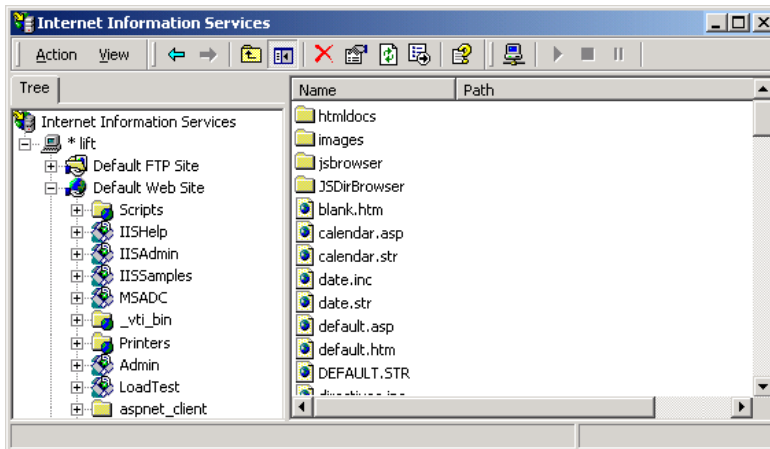 Internet Information Services
Action View
Tree
Name Path
Internet Information Services
* lift
Default FTP Site
Default Web Site
Scripts
IISHelp
IISAdmin
IISSamples
MSADC
_vti_bin
Printers
Admin
LoadTest
aspnet_client
htmldocs
images
jsbrowser
JSDirBrowser
blank.htm
calendar.asp
calendar.str
date.inc
date.str
default.asp
default.htm
DEFAULT.STR